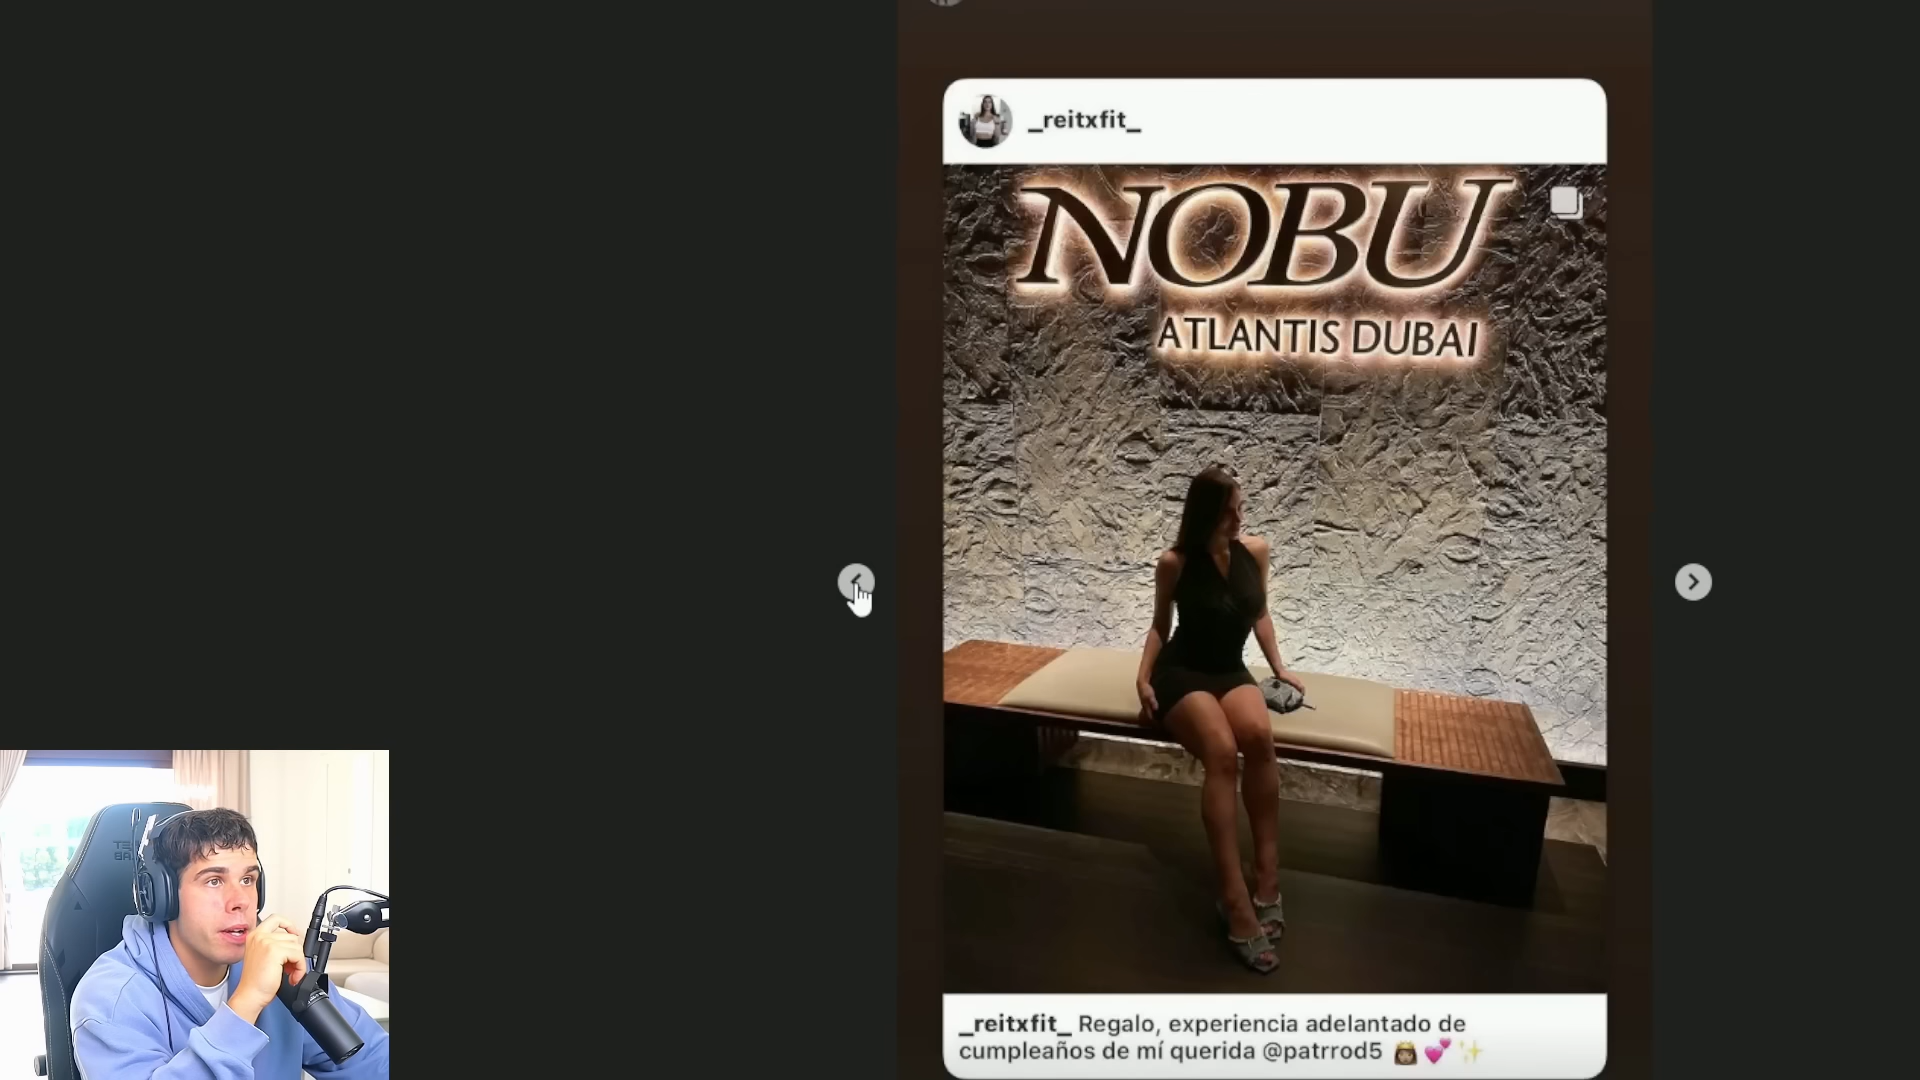 _reitxfit_
NOBU
ATLANTIS DUBAI
_reitxfit_ Regalo, experiencia adelantado de
cumpleaños de mí querida @patrrod5 👸🏽💕✨